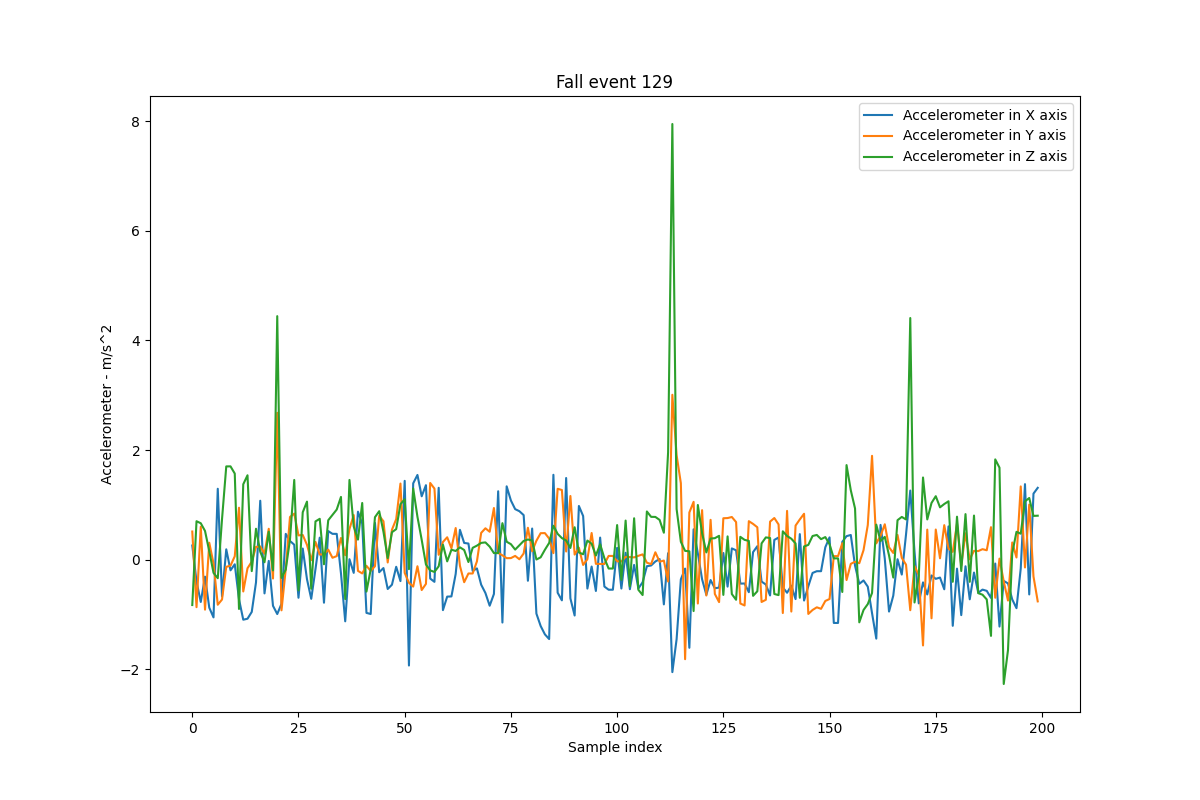 Fall event 129
Accelerometer in X axis
Accelerometer in Y axis
Accelerometer in Z axis
Accelerometer - m/s^2
8
6
4
2
0
−2
0 25 50 75 100 125 150 175 200
Sample index